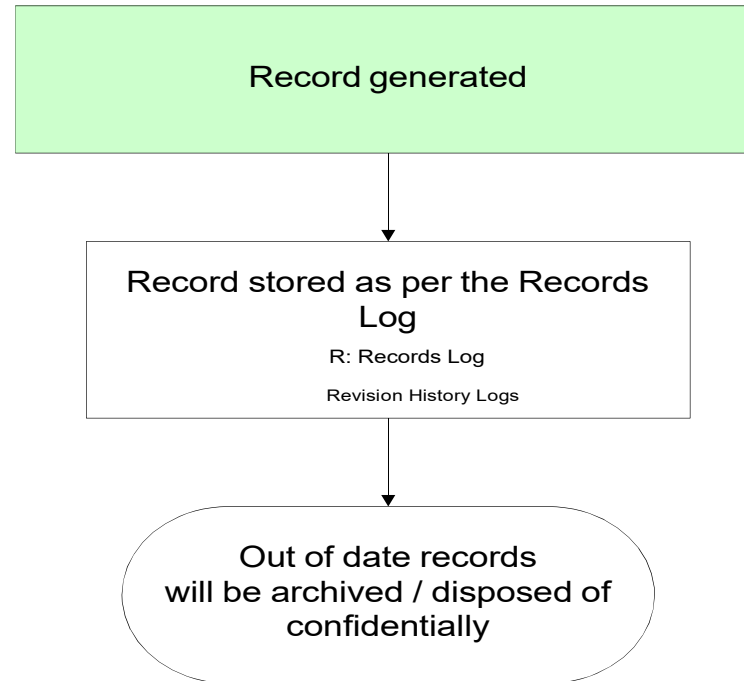 Record generated
Record stored as per the Records
Log
R: Records Log
Revision History Logs
Out of date records
will be archived / disposed of
confidentially